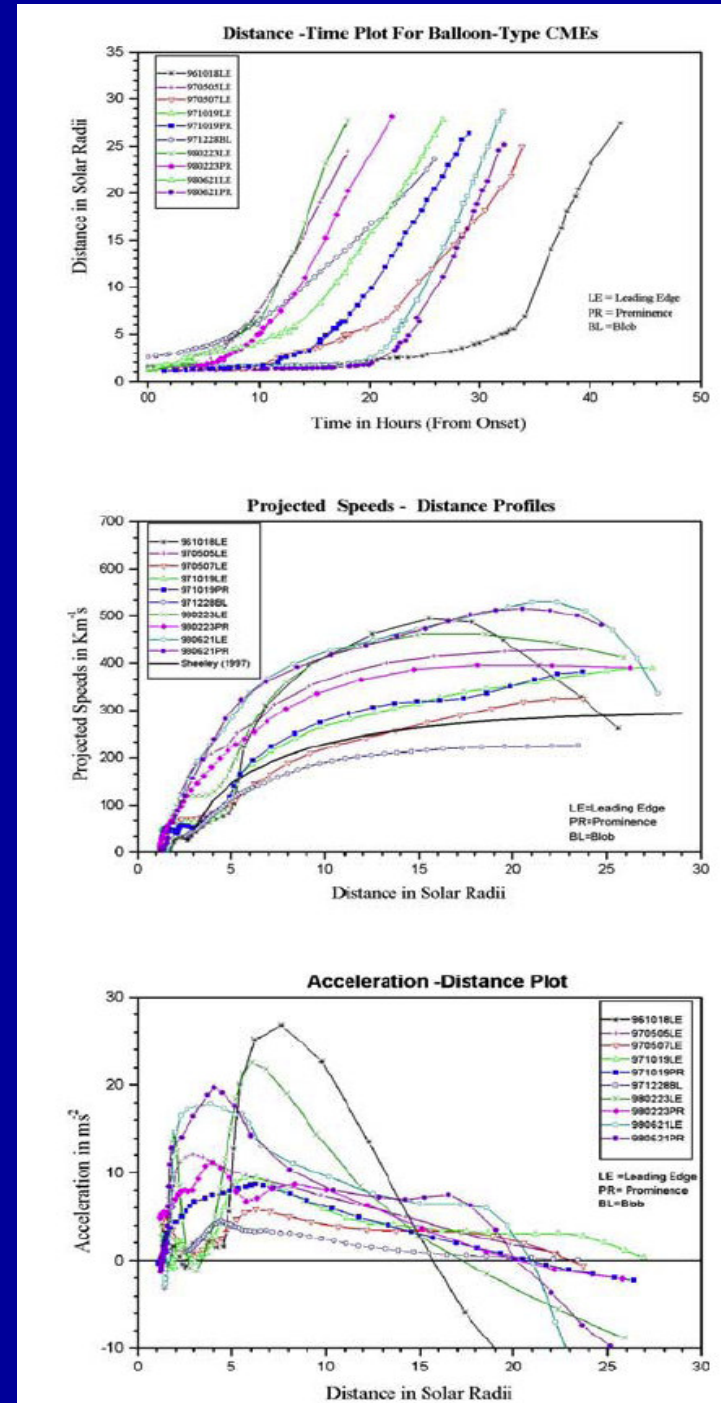 Distance -Time Plot For Balloon-Type CMEs
35
30
25
20
15
10
5
0
Distance in Solar Radii
961018LE
970505LE
970507LE
971019LE
971019PR
971228BL
980223LE
980223PR
980621LE
980621PR
LE = Leading Edge
PR = Prominence
BL=Blob
00 10 20 30 40 50
Time in Hours (From Onset)
Projected Speeds - Distance Profiles
700
600
500
400
300
200
100
0
Projected Speeds in Km⁻¹s
961018LE
970505LE
970507LE
971019LE
971019PR
971228BL
980223LE
980223PR
980621LE
980621PR
Sheeley (1997)
LE=Leading Edge
PR=Prominence
BL=Blob
0 5 10 15 20 25 30
Distance in Solar Radii
Acceleration -Distance Plot
30
20
10
0
-10
Acceleration in ms⁻²
961018LE
970505LE
970507LE
971019LE
971019PR
971228BL
980223LE
980223PR
980621LE
980621PR
LE =Leading Edge
PR= Prominence
BL=Blob
0 5 10 15 20 25 30
Distance in Solar Radii